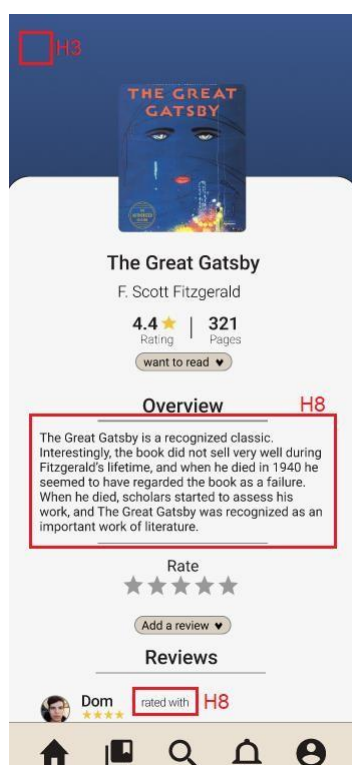 H3
THE GREAT
GATSBY
The Great Gatsby
F. Scott Fitzgerald
4.4 | 321
Rating Pages
want to read ♥
Overview H8
The Great Gatsby is a recognized classic.
Interestingly, the book did not sell very well during
Fitzgerald's lifetime, and when he died in 1940 he
seemed to have regarded the book as a failure.
When he died, scholars started to assess his
work, and The Great Gatsby was recognized as an
important work of literature.
Rate
Add a review ♥
Reviews
Dom rated with H8